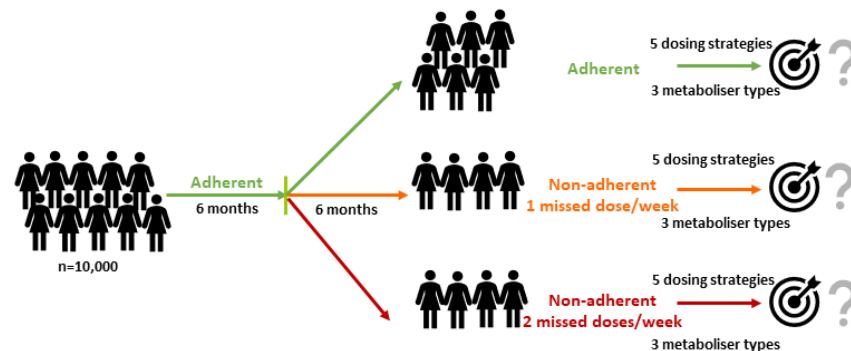 5 dosing strategies
Adherent
3 metaboliser types
?
Adherent
6 months
6 months
n=10,000
5 dosing strategies
Non-adherent
1 missed dose/week
3 metaboliser types
?
5 dosing strategies
Non-adherent
2 missed doses/week
3 metaboliser types
?